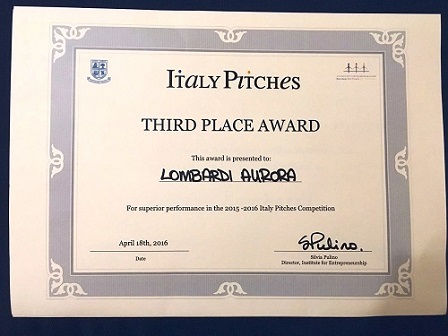 Italy Pitches
THIRD PLACE AWARD
This award is presented to:
LOMBARDI AURORA
For superior performance in the 2015 -2016 Italy Pitches Competition
April 18th, 2016
Date
SPulino.
Silvia Pulino
Director, Institute for Entrepreneurship